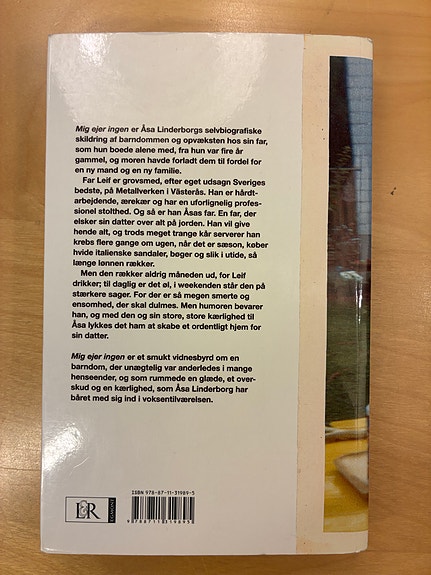 Mig ejer ingen er Åsa Linderborgs selvbiografiske
skildring af barndommen og opvæksten hos sin far,
som hun boede alene med, fra hun var fire år
gammel, og moren havde forladt dem til fordel for
en ny mand og en ny familie.
Far Leif er grovsmed, efter eget udsagn Sveriges
bedste, på Metallverken i Västerås. Han er hårdt-
arbejdende, ærekær og har en uforlignelig profes-
sionel stolthed. Og så er han Åsas far. En far, der
elsker sin datter over alt på jorden. Han vil give
hende alt, og trods meget trange kår serverer han
krebs flere gange om ugen, når det er sæson, køber
hvide italienske sandaler, bøger og slik i utide, så
længe lønnen rækker.
Men den rækker aldrig måneden ud, for Leif
drikker; til daglig er det øl, i weekenden står den på
stærkere sager. For der er så megen smerte og
ensomhed, der skal dulmes. Men humoren bevarer
han, og med den og sin store, store kærlighed til
Åsa lykkes det ham at skabe et ordentligt hjem for
sin datter.
Mig ejer ingen er et smukt vidnesbyrd om en
barndom, der unægtelig var anderledes i mange
henseender, og som rummede en glæde, et over-
skud og en kærlighed, som Åsa Linderborg har
båret med sig ind i voksentilværelsen.
ISBN 978-87-11-31989-5
9 788711 319895
L&R
EGMONT